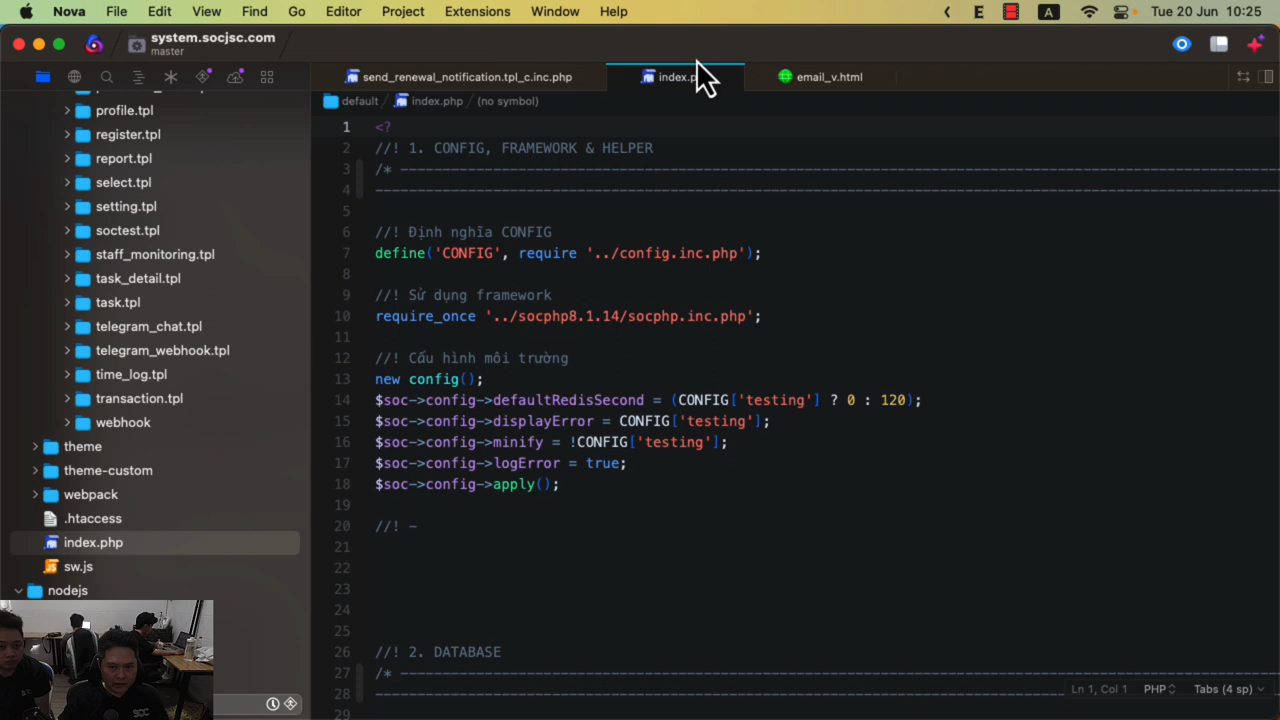 Nova File Edit View Find Go Editor Project Extensions Window Help E A Tue 20 Jun 10:25
system.socjsc.com
master
send_renewal_notification.tpl_c.inc.php index.p email_v.html
default / index.php / (no symbol)
profile.tpl
register.tpl
report.tpl
select.tpl
setting.tpl
soctest.tpl
staff_monitoring.tpl
task_detail.tpl
task.tpl
telegram_chat.tpl
telegram_webhook.tpl
time_log.tpl
transaction.tpl
webhook
theme
theme-custom
webpack
.htaccess
index.php
sw.js
nodejs
1 <?
2 //! 1. CONFIG, FRAMEWORK & HELPER
3 /* ––––––––––––––––––––––––––––––––––––––––
4 ––––––––––––––––––––––––––––––––––––––––
5
6 //! Định nghĩa CONFIG
7 define('CONFIG', require '../config.inc.php');
8
9 //! Sử dụng framework
10 require_once '../socphp8.1.14/socphp.inc.php';
11
12 //! Cấu hình môi trường
13 new config();
14 $soc->config->defaultRedisSecond = (CONFIG['testing'] ? 0 : 120);
15 $soc->config->displayError = CONFIG['testing'];
16 $soc->config->minify = !CONFIG['testing'];
17 $soc->config->logError = true;
18 $soc->config->apply();
19
20 //! –
21
22
23
24
25
26 //! 2. DATABASE
27 /* ––––––––––––––––––––––––––––––––––––––––
28 ––––––––––––––––––––––––––––––––––––––––
29
Ln 1, Col 1 PHP Tabs (4 sp)